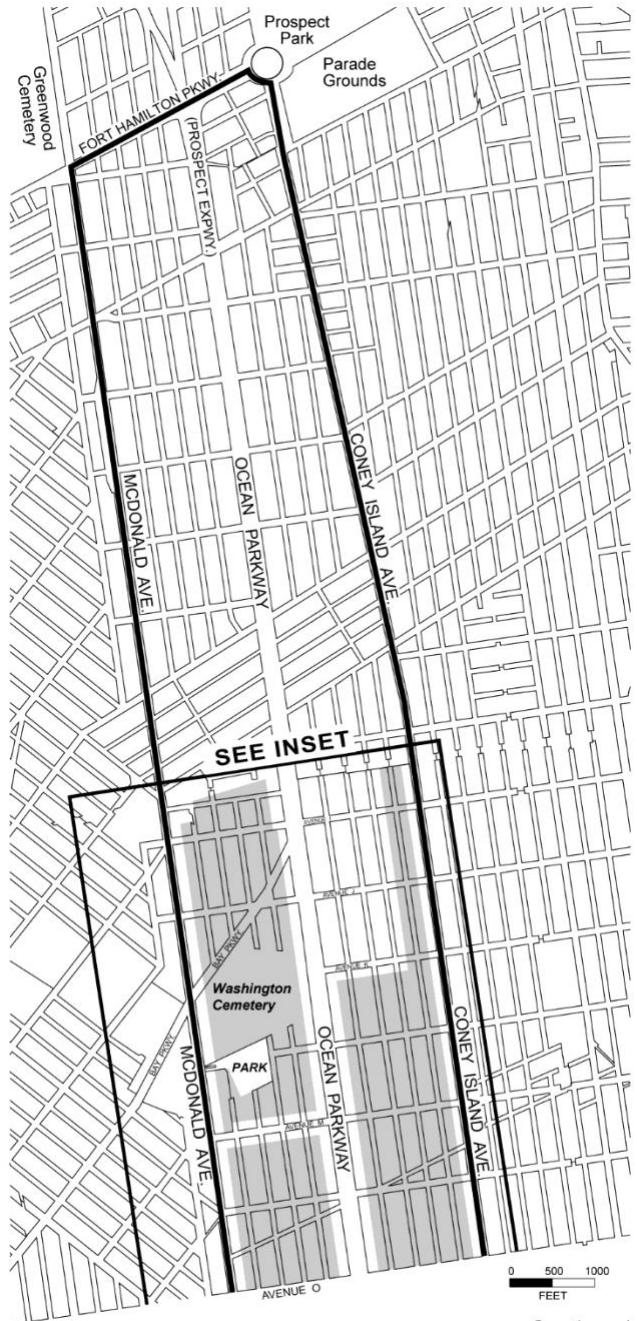 Prospect
Park
Parade
Grounds
Greenwood
Cemetery
FORT HAMILTON PKWY.
(PROSPECT EXPWY.)
MCDONALD AVE.
OCEAN PARKWAY
CONEY ISLAND AVE.
SEE INSET
AVENUE J
BAY PKWY
AVENUE K
Washington
Cemetery
BAY PKWY
PARK
MCDONALD AVE.
OCEAN PARKWAY
CONEY ISLAND AVE.
AVENUE M
AVENUE O
0 500 1000
FEET